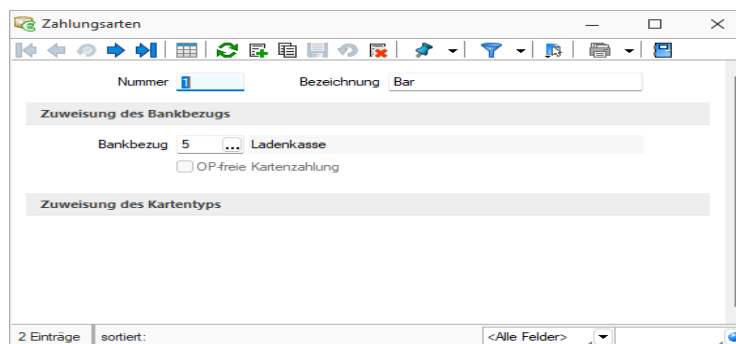 Zahlungsarten
Nummer 1 Bezeichnung Bar
Zuweisung des Bankbezugs
Bankbezug 5 ... Ladenkasse
OP-freie Kartenzahlung
Zuweisung des Kartentyps
2 Einträge sortiert: <Alle Felder>